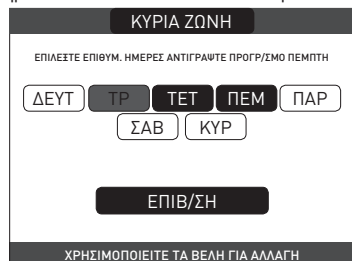 ΚΥΡΙΑ ΖΩΝΗ
ΕΠΙΛΕΞΤΕ ΕΠΙΘΥΜ. ΗΜΕΡΕΣ ΑΝΤΙΓΡΑΨΤΕ ΠΡΟΓΡ/ΣΜΟ ΠΕΜΠΤΗ
ΔΕΥΤ ΤΡ ΤΕΤ ΠΕΜ ΠΑΡ
ΣΑΒ ΚΥΡ
ΕΠΙΒ/ΣΗ
ΧΡΗΣΙΜΟΠΟΙΕΙΤΕ ΤΑ ΒΕΛΗ ΓΙΑ ΑΛΛΑΓΗ